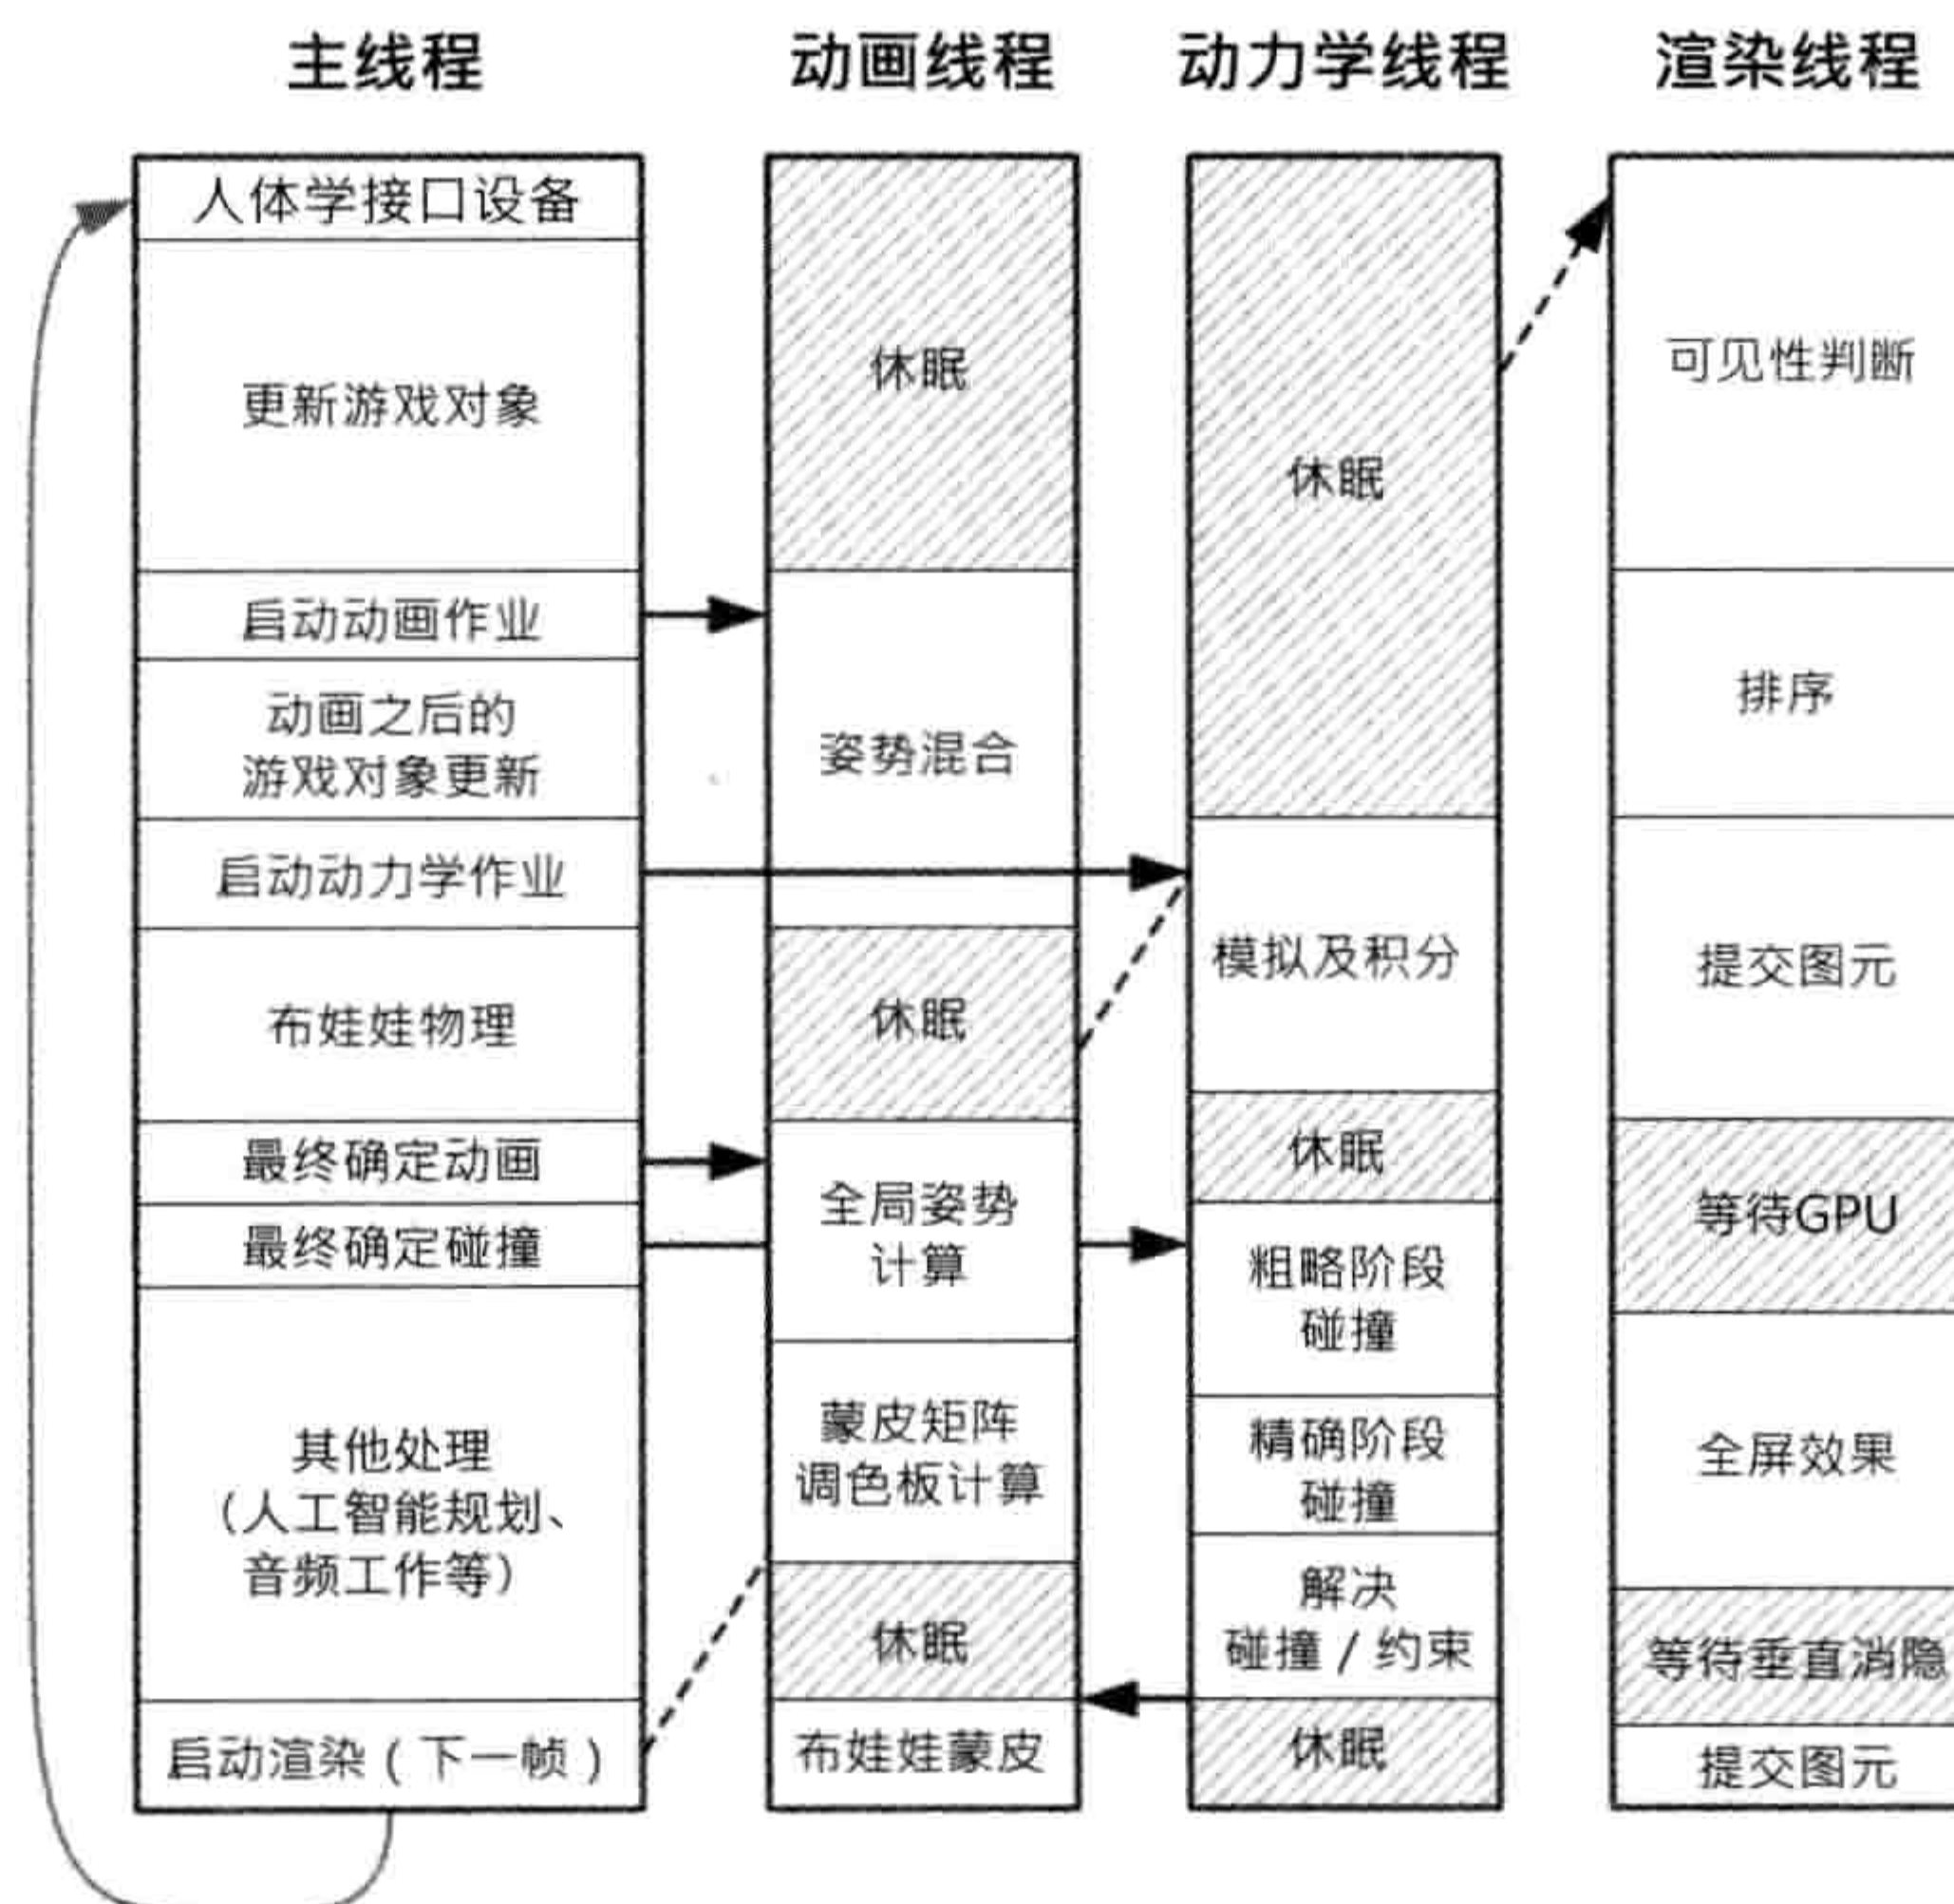 主线程
动画线程
动力学线程
渲染线程
人体学接口设备
更新游戏对象
启动动画作业
动画之后的
游戏对象更新
启动动力学作业
布娃娃物理
最终确定动画
最终确定碰撞
其他处理
（人工智能规划、
音频工作等）
启动渲染（下一帧）
休眠
姿势混合
休眠
全局姿势
计算
蒙皮矩阵
调色板计算
休眠
布娃娃蒙皮
休眠
模拟及积分
休眠
粗略阶段
碰撞
精确阶段
碰撞
解决
碰撞 / 约束
休眠
可见性判断
排序
提交图元
等待GPU
全屏效果
等待垂直消隐
提交图元